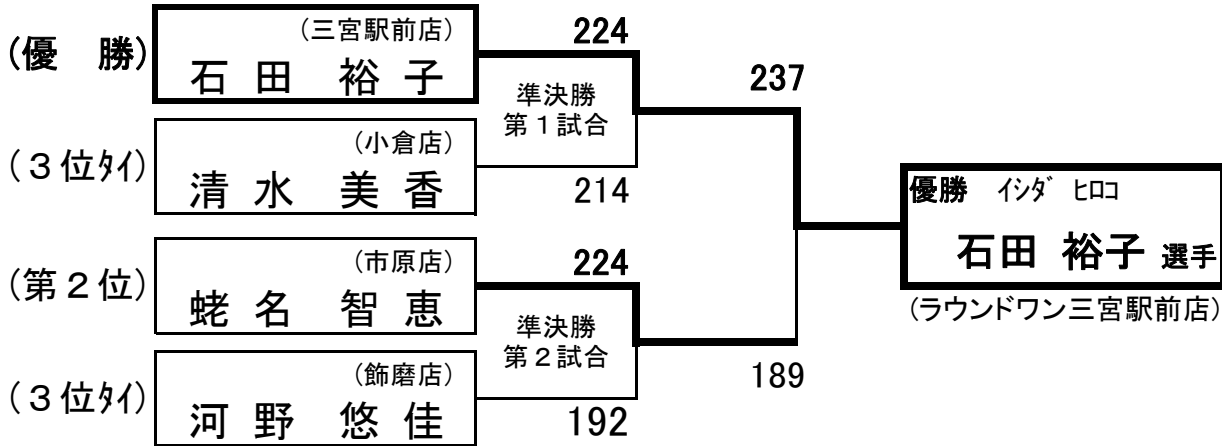 (優　勝)
(三宮駅前店)
石 田　裕 子
224
準決勝
第１試合
(３位ﾀｲ)
(小倉店)
清 水　美 香
214
(第２位)
(市原店)
蛯 名　智 恵
224
準決勝
第２試合
(３位ﾀｲ)
(飾磨店)
河 野　悠 佳
192
237
189
優勝　ｲｼﾀﾞ ﾋﾛｺ
石田 裕子 選手
(ラウンドワン三宮駅前店)